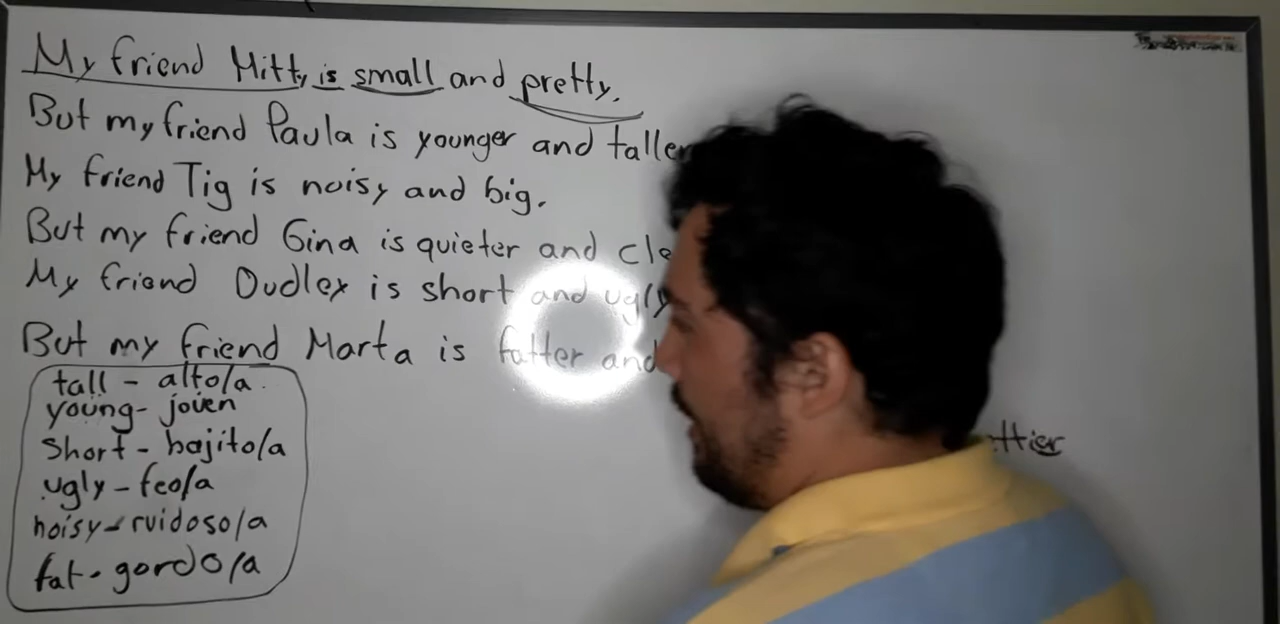 My friend Mitty is small and pretty.
But my friend Paula is younger and taller
My friend Tig is noisy and big.
But my friend Gina is quieter and cle
My friend Dudley is short and ugly
But my friend Marta is fatter and
tall - alto/a.
young - joven
short - bajito/a
ugly - feo/a
noisy - ruidoso/a
fat - gordo/a
ttier